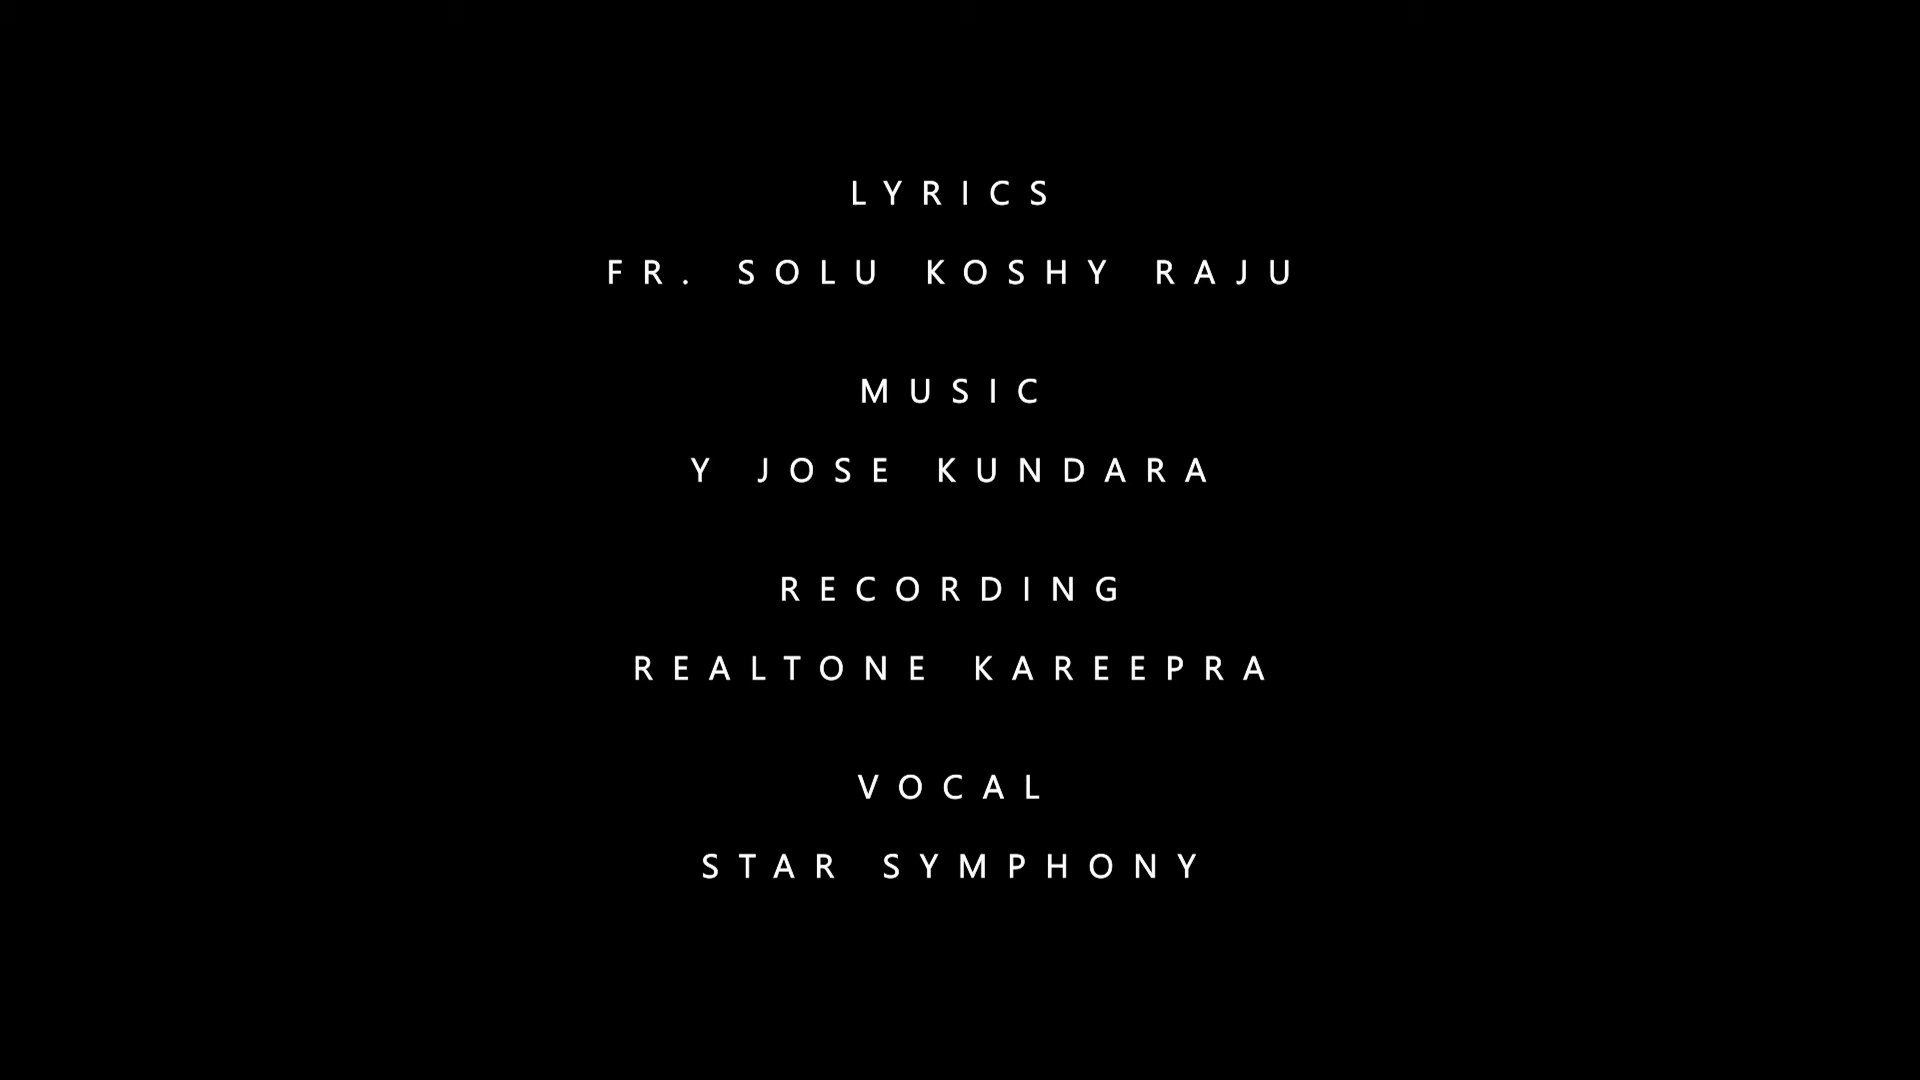 LYRICS
FR. SOLU KOSHY RAJU
MUSIC
Y JOSE KUNDARA
RECORDING
REALTONE KAREEPRA
VOCAL
STAR SYMPHONY